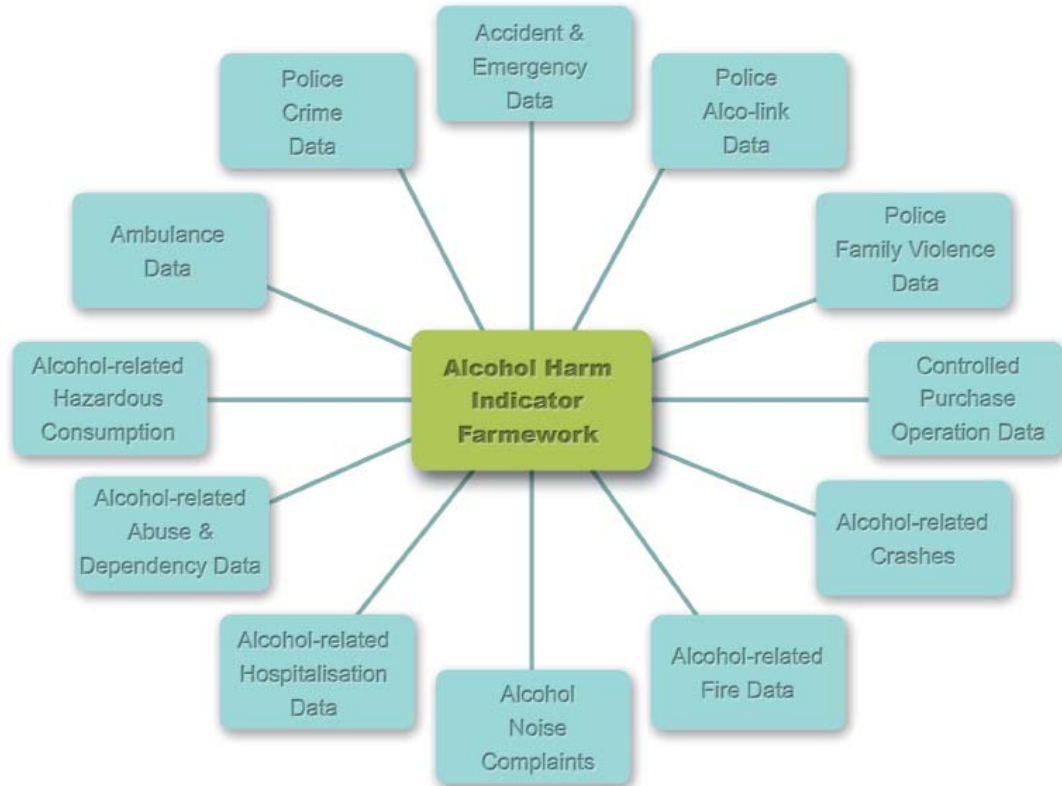 Accident &
Emergency
Data
Police
Crime
Data
Police
Alco-link
Data
Ambulance
Data
Police
Family Violence
Data
Alcohol-related
Hazardous
Consumption
Alcohol Harm
Indicator
Farmework
Controlled
Purchase
Operation Data
Alcohol-related
Abuse &
Dependency Data
Alcohol-related
Crashes
Alcohol-related
Hospitalisation
Data
Alcohol
Noise
Complaints
Alcohol-related
Fire Data